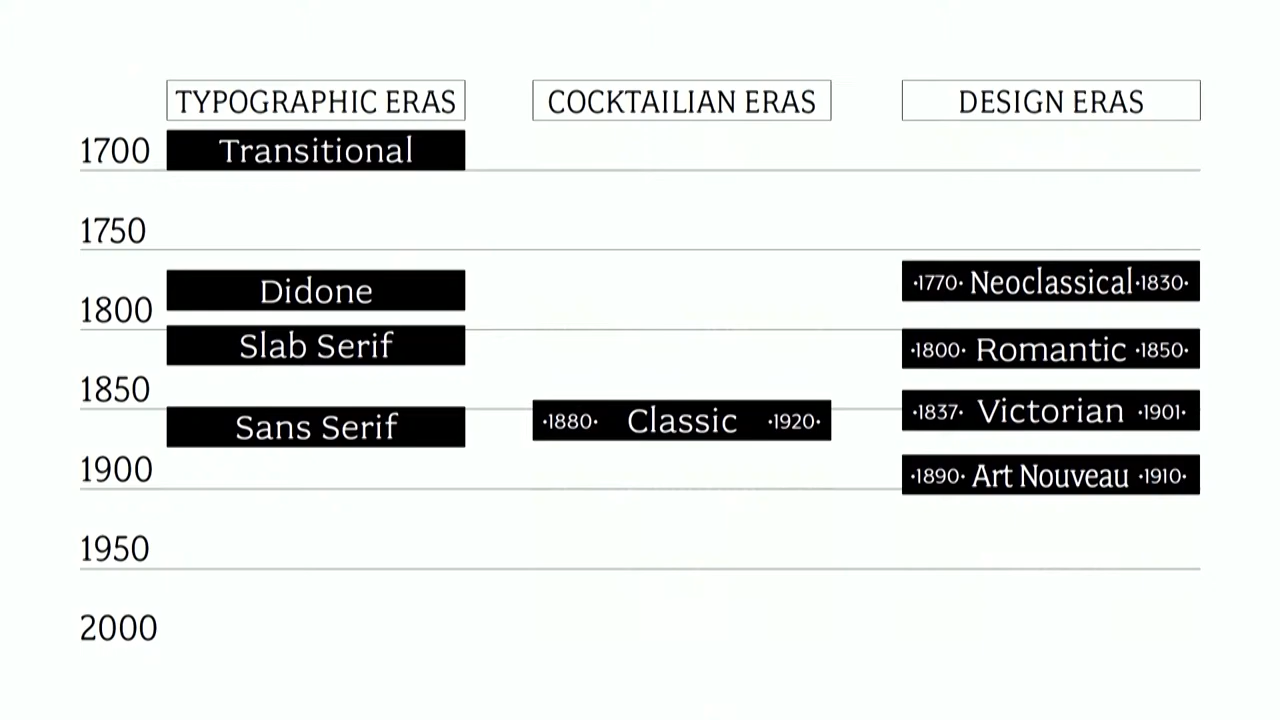 TYPOGRAPHIC ERAS COCKTAILIAN ERAS DESIGN ERAS
1700 Transitional
1750
·1770· Neoclassical ·1830·
Didone
1800
Slab Serif ·1800· Romantic ·1850·
1850
·1837· Victorian ·1901·
Sans Serif ·1880· Classic ·1920·
1900 ·1890· Art Nouveau ·1910·
1950
2000